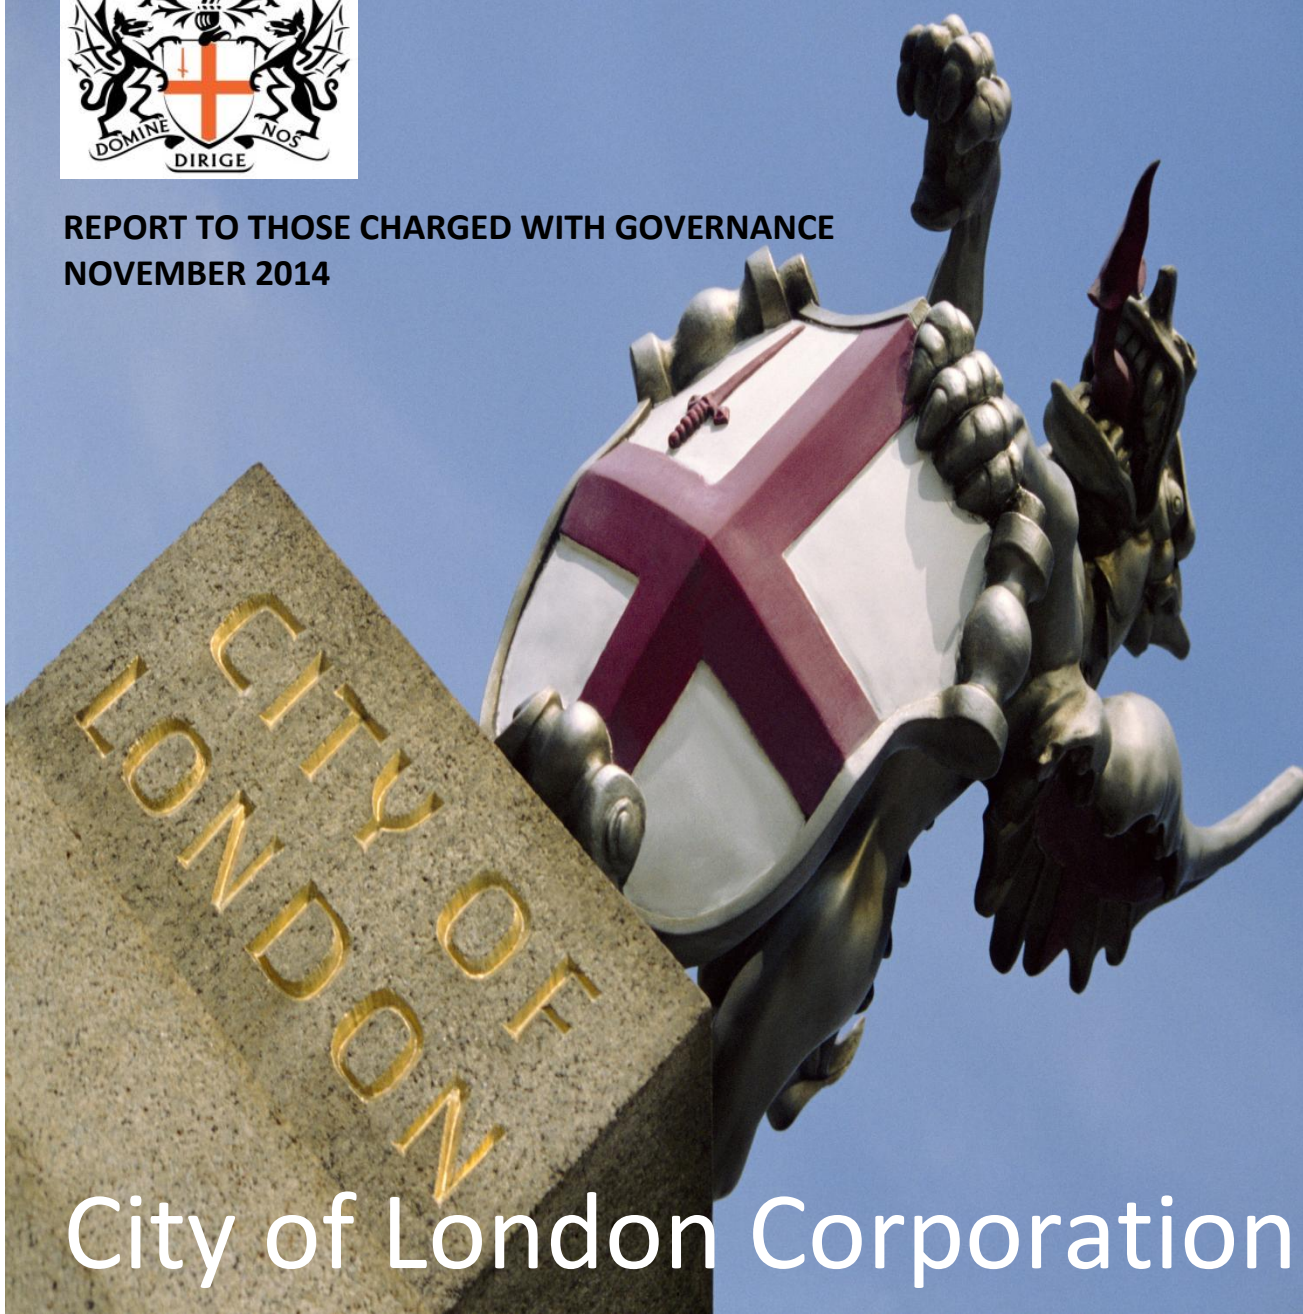 DOMINE DIRIGE NOS
REPORT TO THOSE CHARGED WITH GOVERNANCE
NOVEMBER 2014
CITY OF
LONDON
City of London Corporation